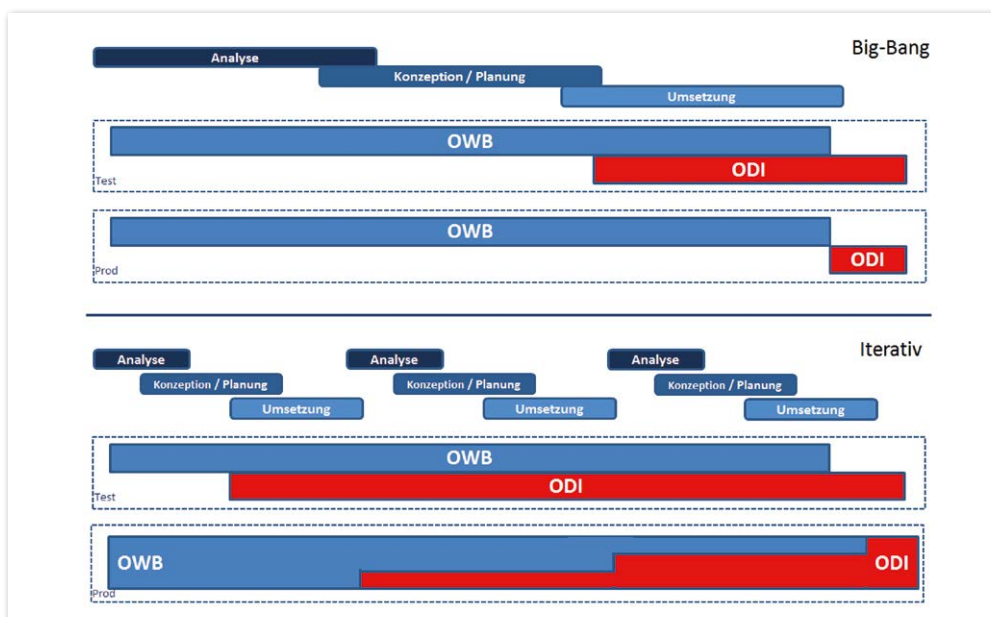 Big-Bang
Analyse
Konzeption / Planung
Umsetzung
OWB
ODI
Test
OWB
ODI
Prod
Iterativ
Analyse Analyse Analyse
Konzeption / Planung Konzeption / Planung Konzeption / Planung
Umsetzung Umsetzung Umsetzung
OWB
ODI
Test
OWB ODI
Prod